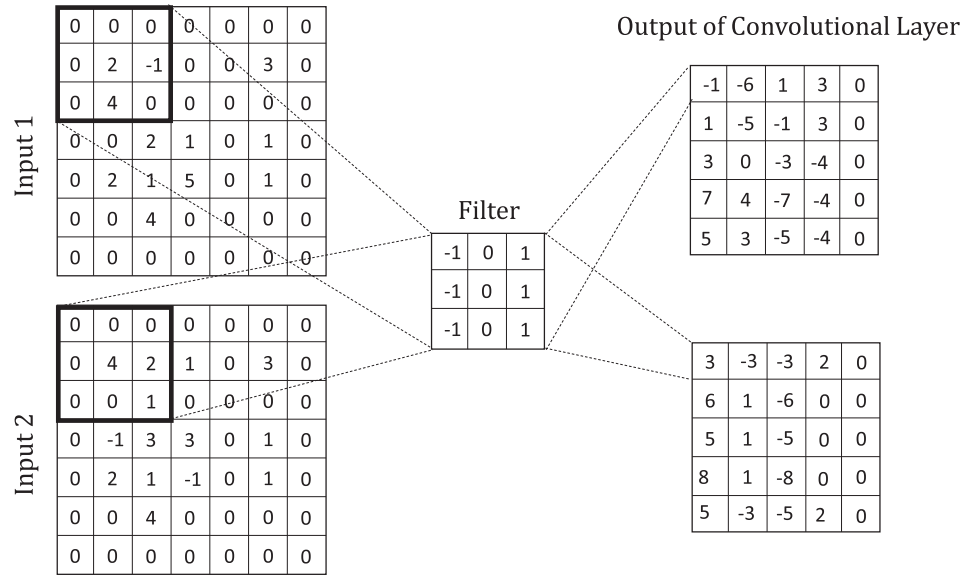 Output of Convolutional Layer
Input 1
0 0 0 0 0 0 0
0 2 -1 0 0 3 0
0 4 0 0 0 0 0
0 0 2 1 0 1 0
0 2 1 5 0 1 0
0 0 4 0 0 0 0
0 0 0 0 0 0 0
Input 2
0 0 0 0 0 0 0
0 4 2 1 0 3 0
0 0 1 0 0 0 0
0 -1 3 3 0 1 0
0 2 1 -1 0 1 0
0 0 4 0 0 0 0
0 0 0 0 0 0 0
Filter
-1 0 1
-1 0 1
-1 0 1
-1 -6 1 3 0
1 -5 -1 3 0
3 0 -3 -4 0
7 4 -7 -4 0
5 3 -5 -4 0
3 -3 -3 2 0
6 1 -6 0 0
5 1 -5 0 0
8 1 -8 0 0
5 -3 -5 2 0